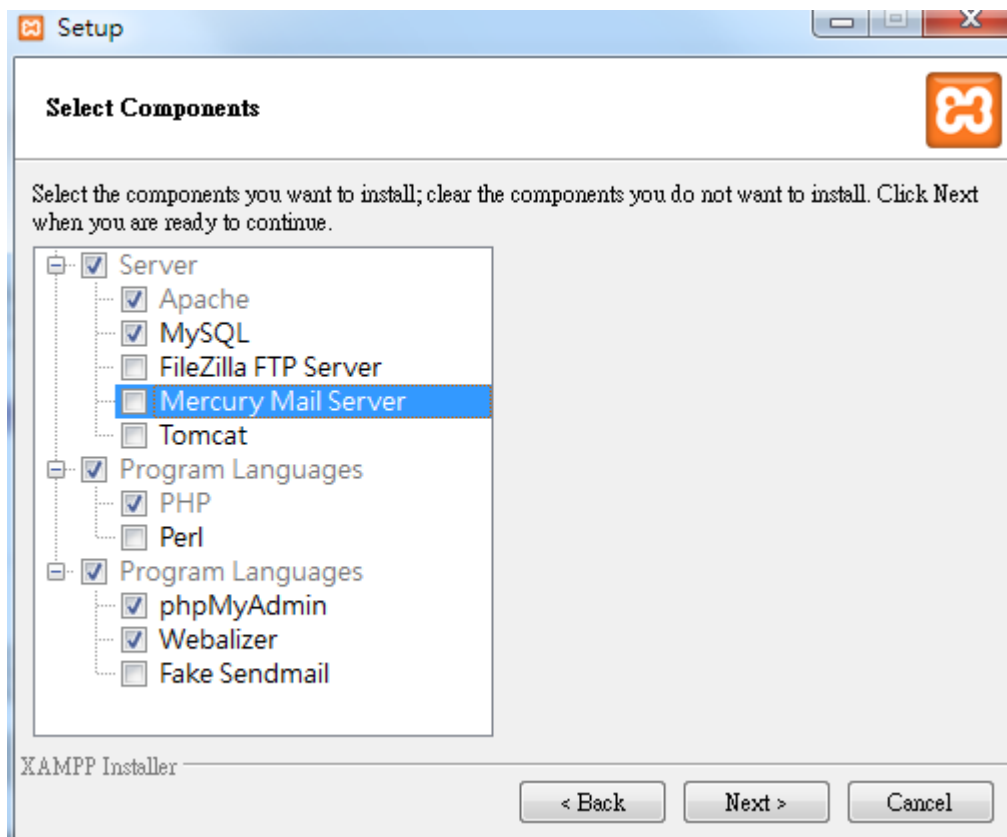 Setup
Select Components
Select the components you want to install; clear the components you do not want to install. Click Next
when you are ready to continue.
Server
Apache
MySQL
FileZilla FTP Server
Mercury Mail Server
Tomcat
Program Languages
PHP
Perl
Program Languages
phpMyAdmin
Webalizer
Fake Sendmail
XAMPP Installer
< Back
Next >
Cancel